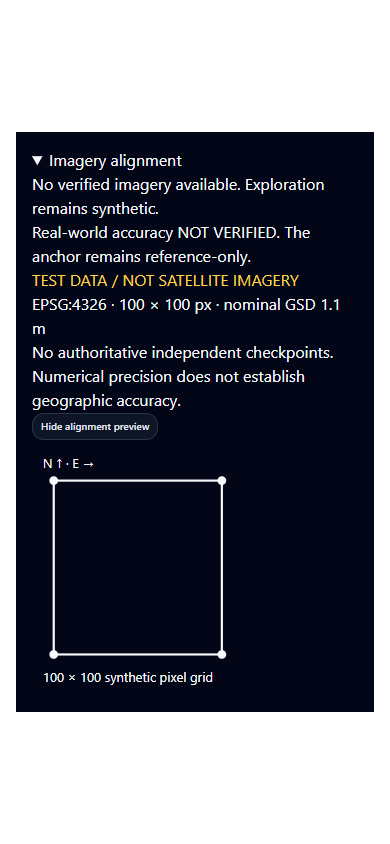 ▼ Imagery alignment
No verified imagery available. Exploration
remains synthetic.
Real-world accuracy NOT VERIFIED. The
anchor remains reference-only.
TEST DATA / NOT SATELLITE IMAGERY
EPSG:4326 · 100 × 100 px · nominal GSD 1.1
m
No authoritative independent checkpoints.
Numerical precision does not establish
geographic accuracy.
Hide alignment preview
N ↑ · E →
100 × 100 synthetic pixel grid